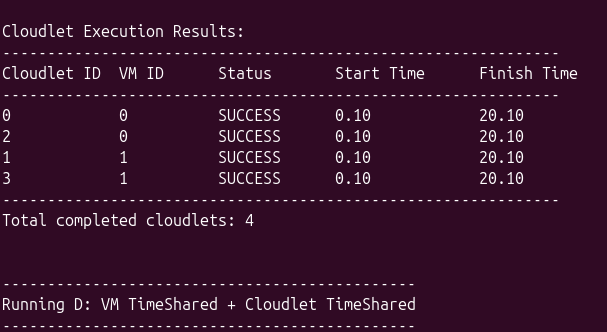 Cloudlet Execution Results:
--------------------------------------------------------------
Cloudlet ID  VM ID      Status       Start Time      Finish Time
--------------------------------------------------------------
0            0          SUCCESS      0.10            20.10
2            0          SUCCESS      0.10            20.10
1            1          SUCCESS      0.10            20.10
3            1          SUCCESS      0.10            20.10
--------------------------------------------------------------
Total completed cloudlets: 4
----------------------------------------------
Running D: VM TimeShared + Cloudlet TimeShared
----------------------------------------------